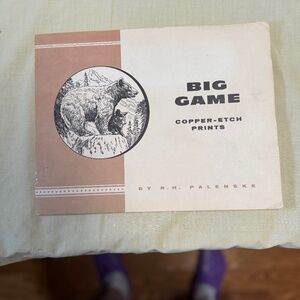 BIG
GAME
COPPER-ETCH
PRINTS
BY R.H. PALENSKE